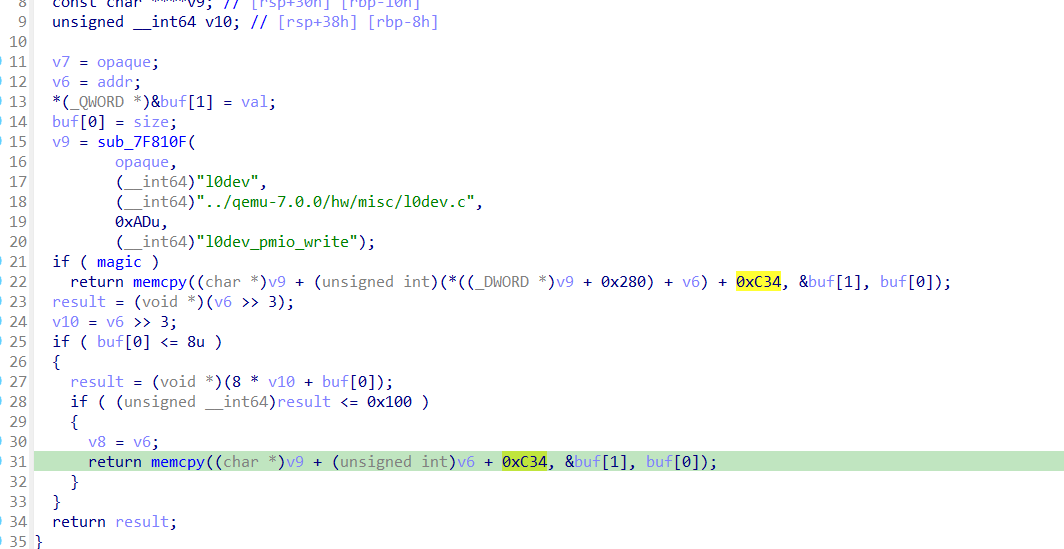 8 const char ****v9; // [rsp+30h] [rbp-10h]
9 unsigned __int64 v10; // [rsp+38h] [rbp-8h]
10
11 v7 = opaque;
12 v6 = addr;
13 *(_QWORD *)&buf[1] = val;
14 buf[0] = size;
15 v9 = sub_7F810F(
16 opaque,
17 (__int64)"l0dev",
18 (__int64)"../qemu-7.0.0/hw/misc/l0dev.c",
19 0xADu,
20 (__int64)"l0dev_pmio_write");
21 if ( magic )
22 return memcpy((char *)v9 + (unsigned int)(*((_DWORD *)v9 + 0x280) + v6) + 0xC34, &buf[1], buf[0]);
23 result = (void *)(v6 >> 3);
24 v10 = v6 >> 3;
25 if ( buf[0] <= 8u )
26 {
27 result = (void *)(8 * v10 + buf[0]);
28 if ( (unsigned __int64)result <= 0x100 )
29 {
30 v8 = v6;
31 return memcpy((char *)v9 + (unsigned int)v6 + 0xC34, &buf[1], buf[0]);
32 }
33 }
34 return result;
35 }